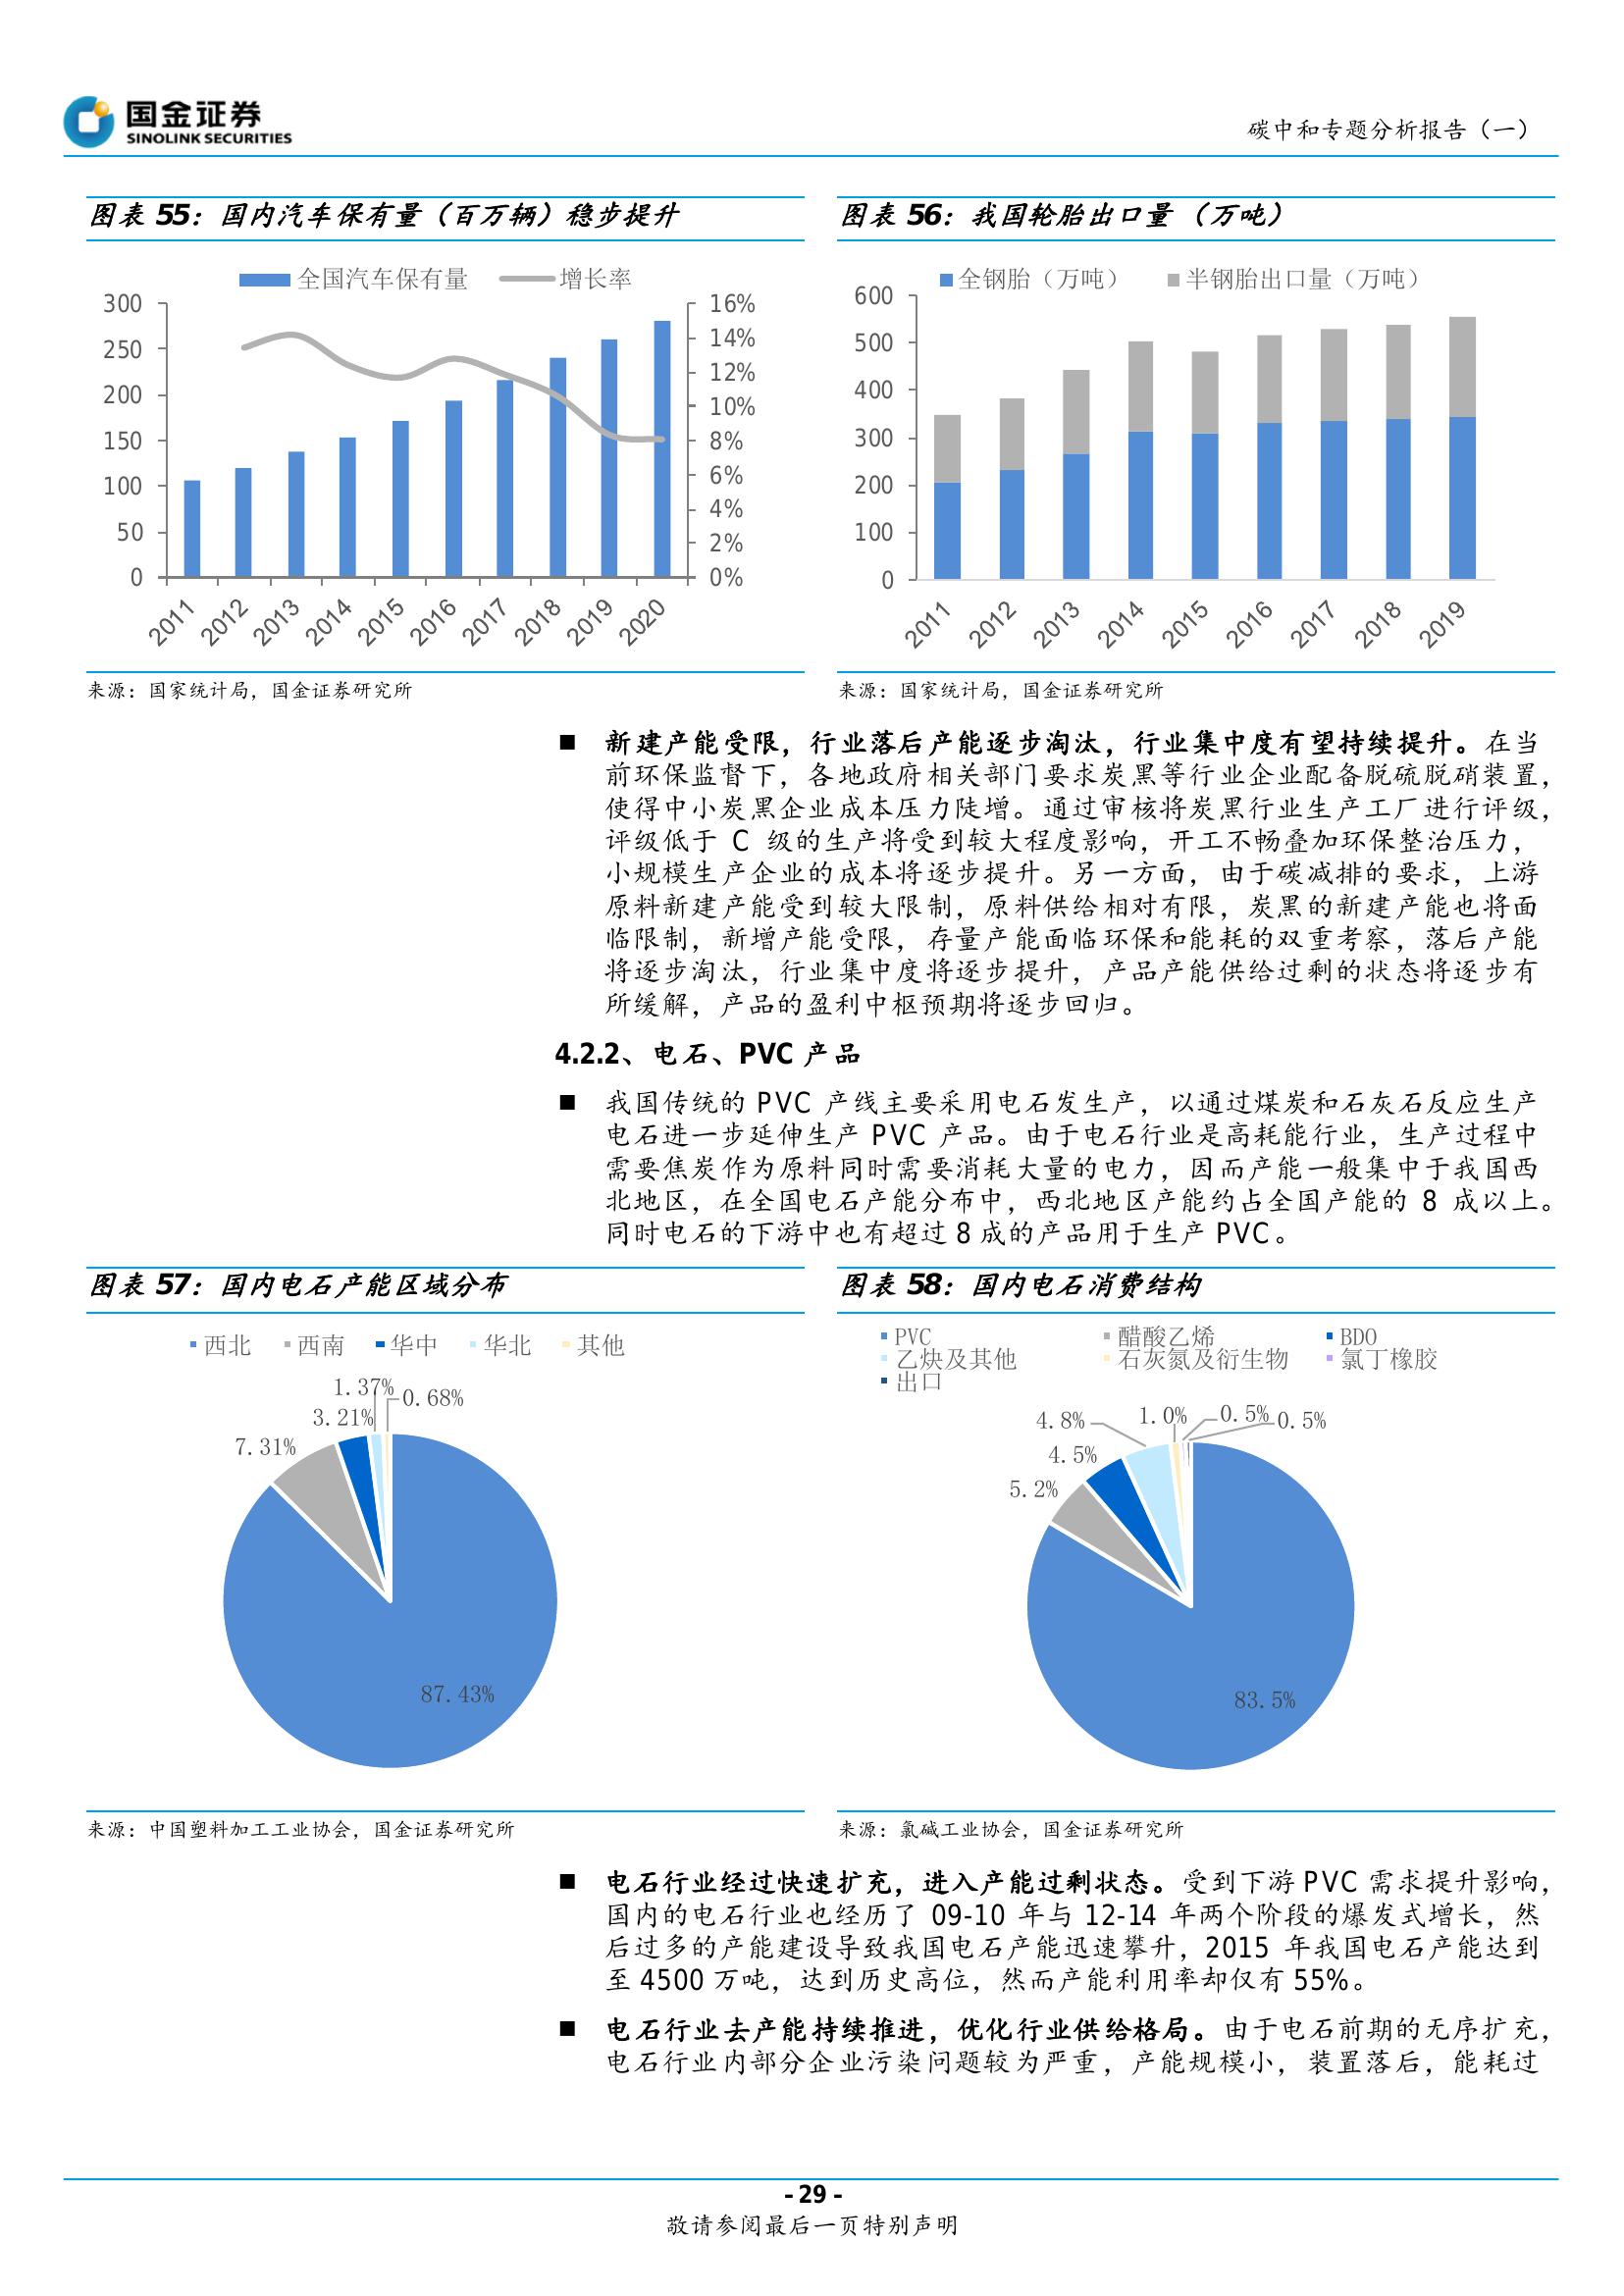 国金证券
SINOLINK SECURITIES
碳中和专题分析报告（一）
图表 55：国内汽车保有量（百万辆）稳步提升
全国汽车保有量 增长率
300
250
200
150
100
50
0
16%
14%
12%
10%
8%
6%
4%
2%
0%
2011 2012 2013 2014 2015 2016 2017 2018 2019 2020
来源：国家统计局，国金证券研究所
图表 56：我国轮胎出口量（万吨）
全钢胎（万吨） 半钢胎出口量（万吨）
600
500
400
300
200
100
0
2011 2012 2013 2014 2015 2016 2017 2018 2019
来源：国家统计局，国金证券研究所
■ 新建产能受限，行业落后产能逐步淘汰，行业集中度有望持续提升。在当
前环保监督下，各地政府相关部门要求炭黑等行业企业配备脱硫脱硝装置，
使得中小炭黑企业成本压力陡增。通过审核将炭黑行业生产工厂进行评级，
评级低于 C 级的生产将受到较大程度影响，开工不畅叠加环保整治压力，
小规模生产企业的成本将逐步提升。另一方面，由于碳减排的要求，上游
原料新建产能受到较大限制，原料供给相对有限，炭黑的新建产能也将面
临限制，新增产能受限，存量产能面临环保和能耗的双重考察，落后产能
将逐步淘汰，行业集中度将逐步提升，产品产能供给过剩的状态将逐步有
所缓解，产品的盈利中枢预期将逐步回归。
4.2.2、电石、PVC 产品
■ 我国传统的 PVC 产线主要采用电石发生产，以通过煤炭和石灰石反应生产
电石进一步延伸生产 PVC 产品。由于电石行业是高耗能行业，生产过程中
需要焦炭作为原料同时需要消耗大量的电力，因而产能一般集中于我国西
北地区，在全国电石产能分布中，西北地区产能约占全国产能的 8 成以上。
同时电石的下游中也有超过 8 成的产品用于生产 PVC。
图表 57：国内电石产能区域分布
西北 西南 华中 华北 其他
1.37%
0.68%
3.21%
7.31%
87.43%
来源：中国塑料加工工业协会，国金证券研究所
图表 58：国内电石消费结构
PVC 醋酸乙烯 BDO
乙炔及其他 石灰氮及衍生物 氯丁橡胶
出口
4.8% 1.0% 0.5% 0.5%
4.5%
5.2%
83.5%
来源：氯碱工业协会，国金证券研究所
■ 电石行业经过快速扩充，进入产能过剩状态。受到下游 PVC 需求提升影响，
国内的电石行业也经历了 09-10 年与 12-14 年两个阶段的爆发式增长，然
后过多的产能建设导致我国电石产能迅速攀升，2015 年我国电石产能达到
至 4500 万吨，达到历史高位，然而产能利用率却仅有 55%。
■ 电石行业去产能持续推进，优化行业供给格局。由于电石前期的无序扩充，
电石行业内部分企业污染问题较为严重，产能规模小，装置落后，能耗过
- 29 -
敬请参阅最后一页特别声明